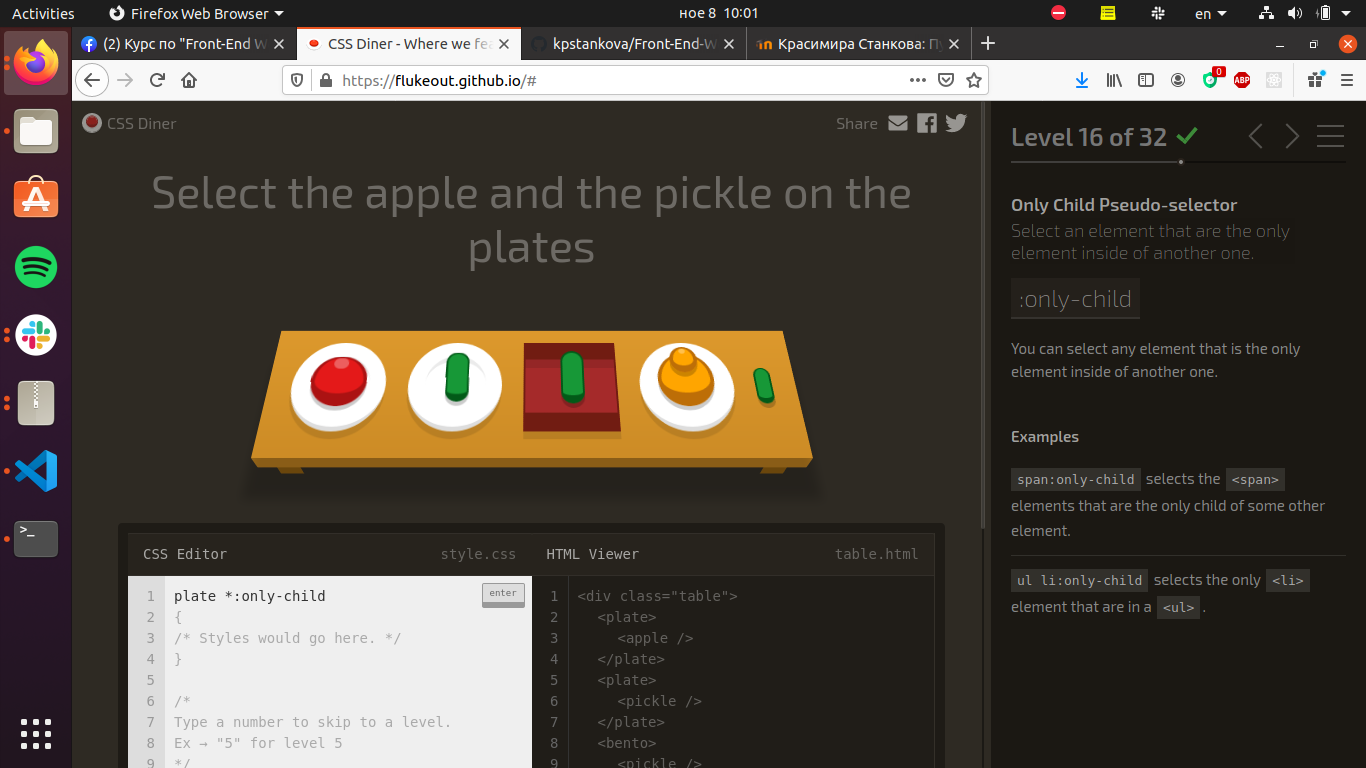 Activities
Firefox Web Browser
ное 8 10:01
en
(2) Курс по "Front-End W
CSS Diner - Where we fea
kpstankova/Front-End-W
Красимира Станкова: П
https://flukeout.github.io/#
0
ABP
CSS Diner
Share
Select the apple and the pickle on the
plates
CSS Editor
style.css
HTML Viewer
table.html
enter
1 plate *:only-child
2 {
3 /* Styles would go here. */
4 }
5
6 /*
7 Type a number to skip to a level.
8 Ex → "5" for level 5
9 */
1 <div class="table">
2 <plate>
3 <apple />
4 </plate>
5 <plate>
6 <pickle />
7 </plate>
8 <bento>
9 <pickle />
Level 16 of 32
Only Child Pseudo-selector
Select an element that are the only
element inside of another one.
:only-child
You can select any element that is the only
element inside of another one.
Examples
span:only-child selects the <span>
elements that are the only child of some other
element.
ul li:only-child selects the only <li>
element that are in a <ul> .